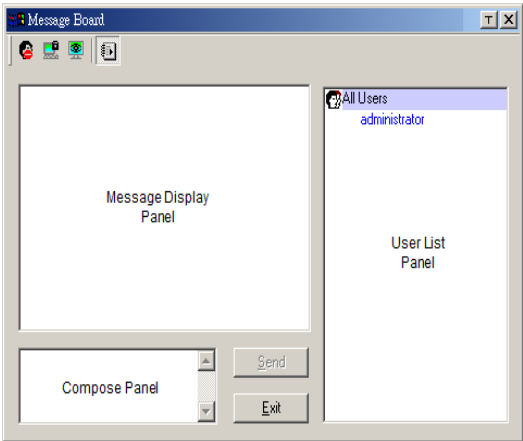 Message Board
T X
All Users
administrator
Message Display
Panel
User List
Panel
Compose Panel
Send
Exit